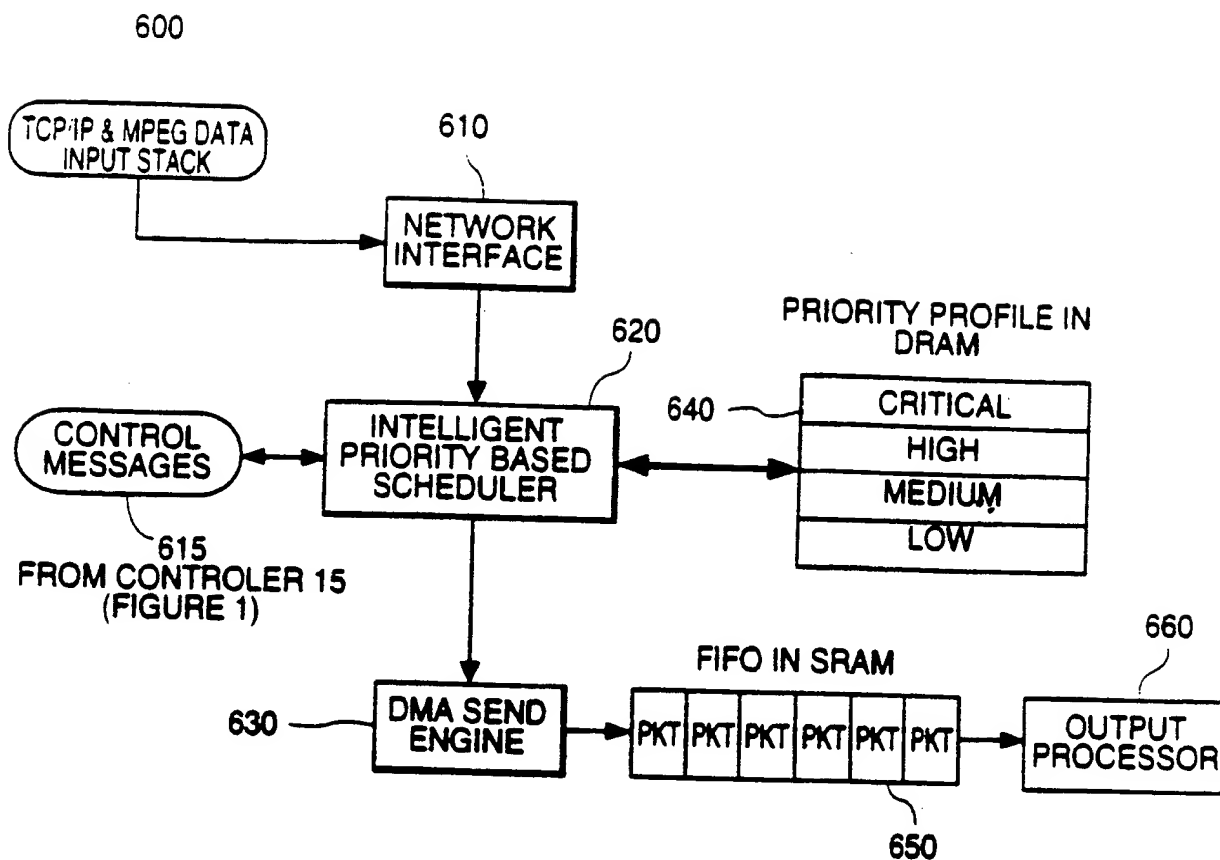 600
TCP/IP & MPEG DATA
INPUT STACK
610
NETWORK
INTERFACE
620
INTELLIGENT
PRIORITY BASED
SCHEDULER
CONTROL
MESSAGES
615
FROM CONTROLER 15
(FIGURE 1)
PRIORITY PROFILE IN
DRAM
640
CRITICAL
HIGH
MEDIUM
LOW
630
DMA SEND
ENGINE
FIFO IN SRAM
PKT PKT PKT PKT PKT PKT
650
660
OUTPUT
PROCESSOR